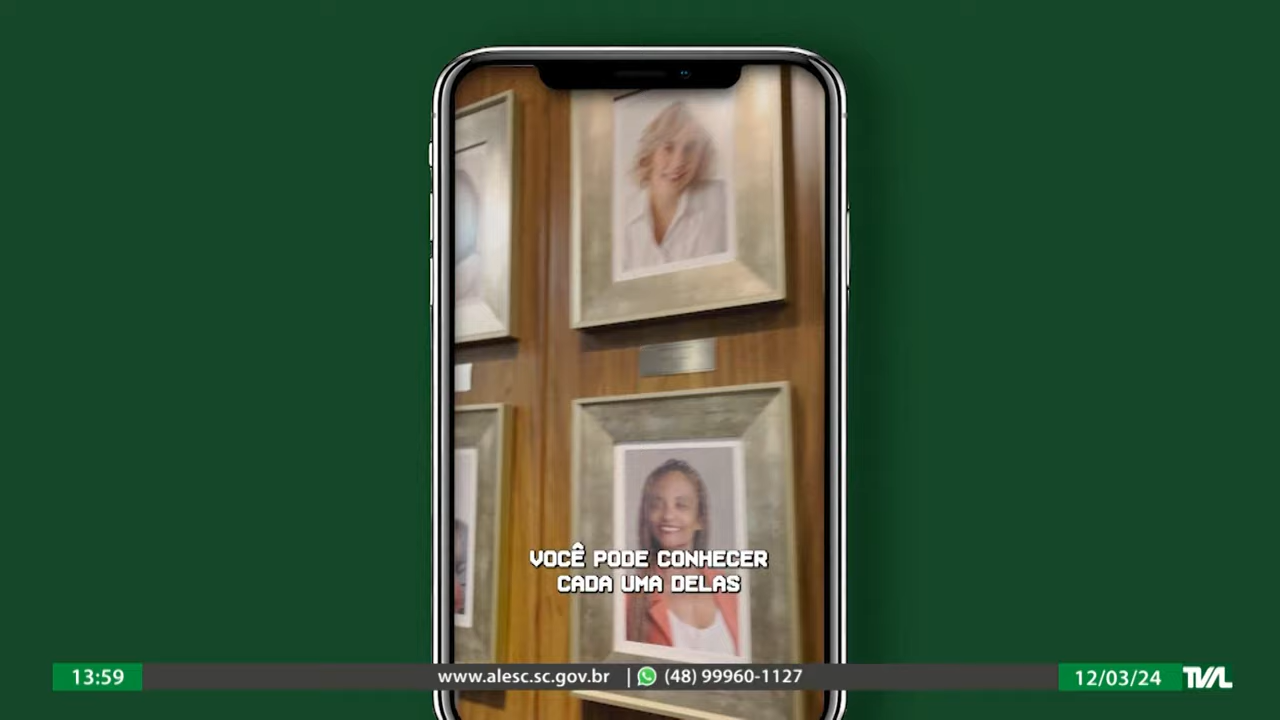 VOCÊ PODE CONHECER
CADA UMA DELAS
13:59
www.alesc.sc.gov.br | (48) 99960-1127
12/03/24
TVAL